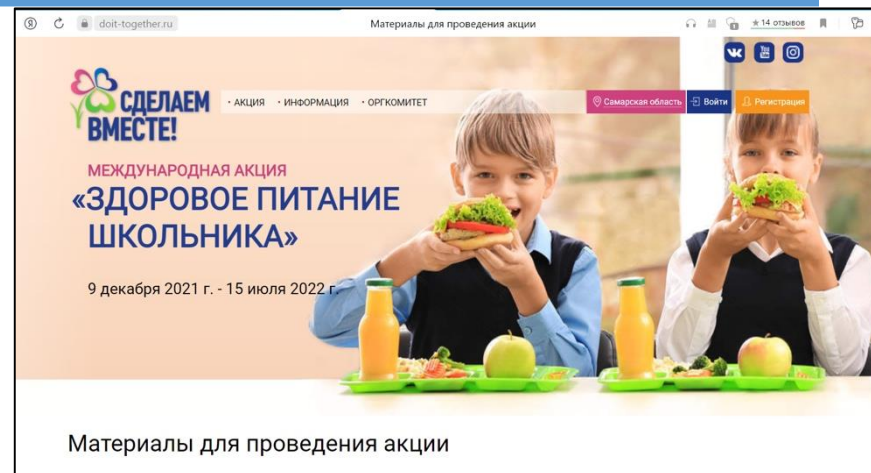 doit-together.ru
Материалы для проведения акции
★ 14 отзывов
СДЕЛАЕМ
ВМЕСТЕ!
• АКЦИЯ • ИНФОРМАЦИЯ • ОРГКОМИТЕТ
Самарская область
Войти
Регистрация
МЕЖДУНАРОДНАЯ АКЦИЯ
«ЗДОРОВОЕ ПИТАНИЕ
ШКОЛЬНИКА»
9 декабря 2021 г. - 15 июля 2022 г.
Материалы для проведения акции